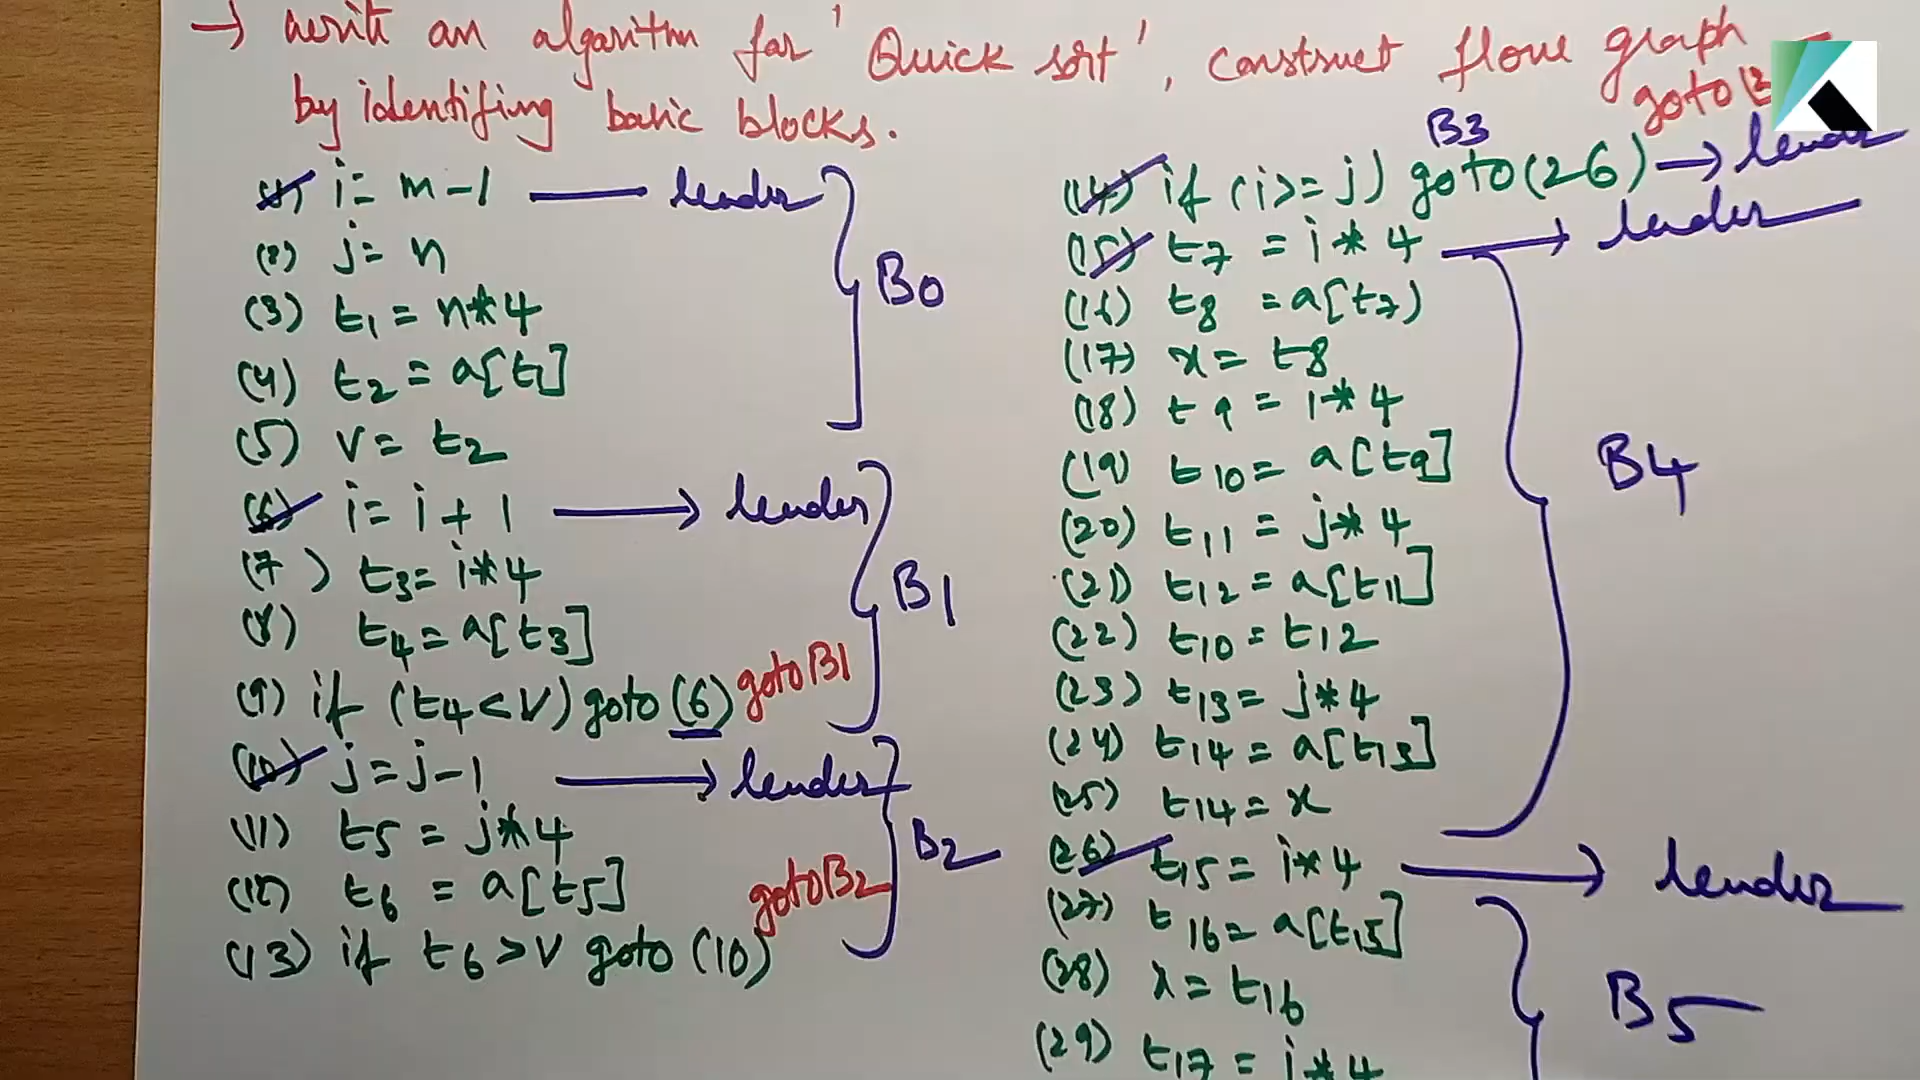 → write an algorithm for 'Quick sort', construct flow graph
by identifing basic blocks.
(1) i= m-1 — leader
(2) j= n
(3) t1 = n*4
(4) t2 = a[t1]
(5) v= t2
B0
(6) i= i + 1 → leader
(7) t3= i*4
(8) t4= a[t3]
(9) if (t4<v) goto (6) goto B1
B1
(10) j= j-1 → leader
(11) t5 = j*4
(12) t6 = a[t5]
(13) if t6>v goto (10) goto B2
B2
goto B
B3
(14) if (i>= j) goto (26) → leader
(15) t7 = i*4 → leader
(16) t8 = a[t7)
(17) x= t8
(18) t9 = i*4
(19) t10= a[t9]
(20) t11 = j*4
(21) t12= a[t11]
(22) t10= t12
(23) t13= j*4
(24) t14= a[t13]
(25) t14= x
B4
(26) t15= i*4 → leader
(27) t16= a[t15]
(28) x= t16
(29) t17 = i*4
B5